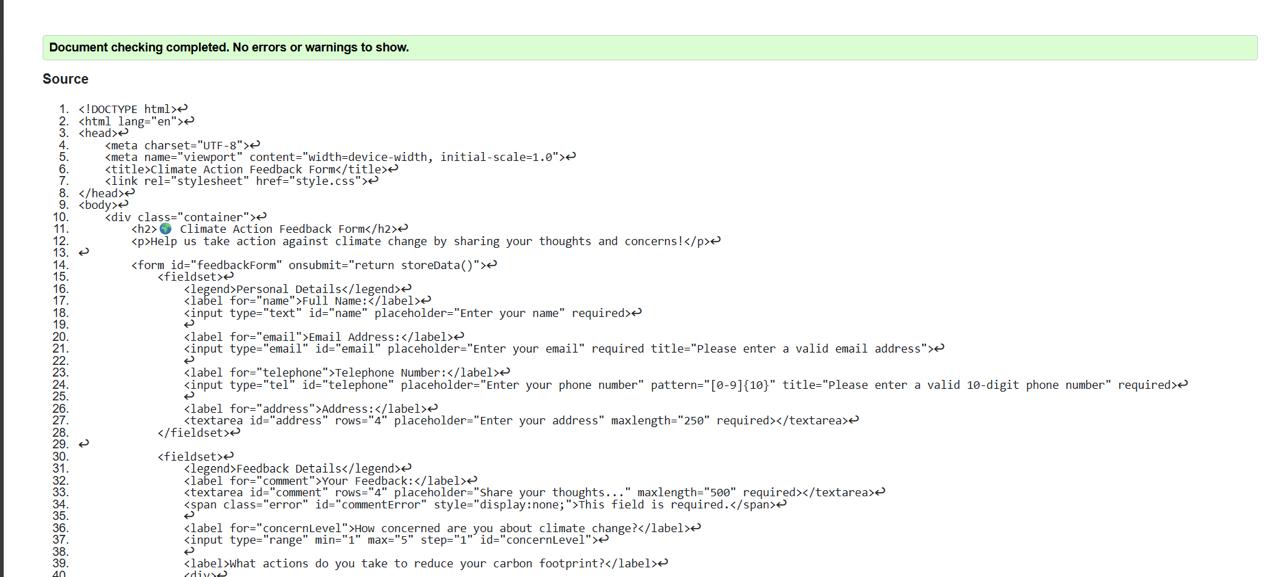 Document checking completed. No errors or warnings to show.
Source
1. <!DOCTYPE html>↩
2. <html lang="en">↩
3. <head>↩
4.     <meta charset="UTF-8">↩
5.     <meta name="viewport" content="width=device-width, initial-scale=1.0">↩
6.     <title>Climate Action Feedback Form</title>↩
7.     <link rel="stylesheet" href="style.css">↩
8. </head>↩
9. <body>↩
10.     <div class="container">↩
11.         <h2>🌍 Climate Action Feedback Form</h2>↩
12.         <p>Help us take action against climate change by sharing your thoughts and concerns!</p>↩
13. ↩
14.         <form id="feedbackForm" onsubmit="return storeData()">↩
15.             <fieldset>↩
16.                 <legend>Personal Details</legend>↩
17.                 <label for="name">Full Name:</label>↩
18.                 <input type="text" id="name" placeholder="Enter your name" required>↩
19.                 ↩
20.                 <label for="email">Email Address:</label>↩
21.                 <input type="email" id="email" placeholder="Enter your email" required title="Please enter a valid email address">↩
22.                 ↩
23.                 <label for="telephone">Telephone Number:</label>↩
24.                 <input type="tel" id="telephone" placeholder="Enter your phone number" pattern="[0-9]{10}" title="Please enter a valid 10-digit phone number" required>↩
25.                 ↩
26.                 <label for="address">Address:</label>↩
27.                 <textarea id="address" rows="4" placeholder="Enter your address" maxlength="250" required></textarea>↩
28.             </fieldset>↩
29. ↩
30.             <fieldset>↩
31.                 <legend>Feedback Details</legend>↩
32.                 <label for="comment">Your Feedback:</label>↩
33.                 <textarea id="comment" rows="4" placeholder="Share your thoughts..." maxlength="500" required></textarea>↩
34.                 <span class="error" id="commentError" style="display:none;">This field is required.</span>↩
35.                 ↩
36.                 <label for="concernLevel">How concerned are you about climate change?</label>↩
37.                 <input type="range" min="1" max="5" step="1" id="concernLevel">↩
38.                 ↩
39.                 <label>What actions do you take to reduce your carbon footprint?</label>↩
40.                 <div>↩